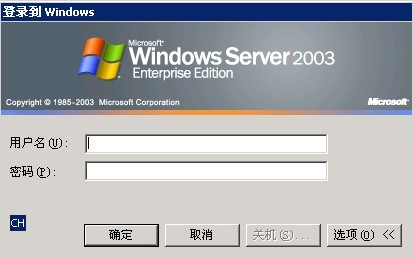 登录到 Windows
Microsoft®
Windows Server 2003
Enterprise Edition
Copyright © 1985-2003 Microsoft Corporation
Microsoft
用户名(U):
密码(P):
CH
确定 取消 关机(S)... 选项(O) <<